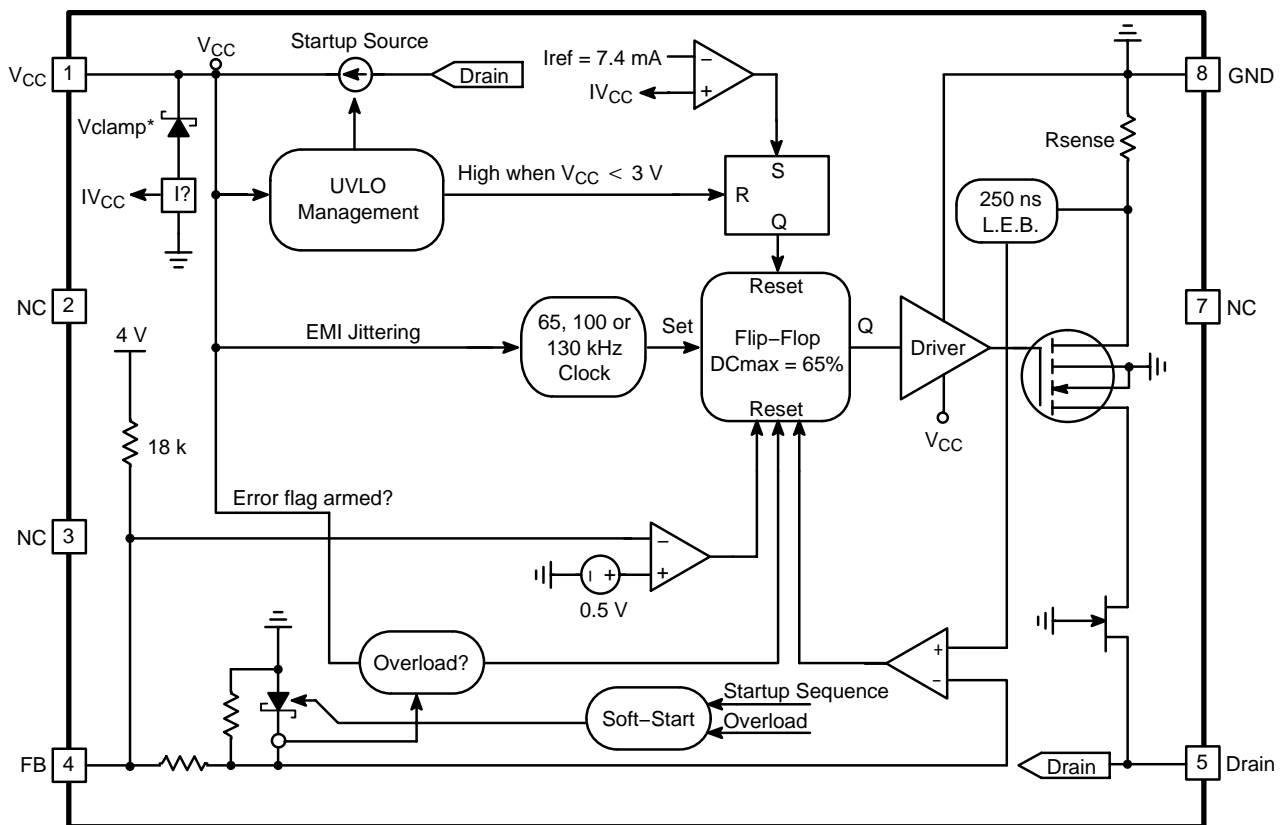 VCC
1
VCC
Startup Source
Drain
Iref = 7.4 mA
−
+
IVCC
8
GND
Vclamp*
I?
IVCC
UVLO
Management
High when VCC < 3 V
S
R
Q
Rsense
250 ns
L.E.B.
NC
2
7
NC
4 V
EMI Jittering
65, 100 or
130 kHz
Clock
Set
Reset
Flip−Flop
DCmax = 65%
Reset
Q
Driver
VCC
18 k
Error flag armed?
NC
3
−
+
− +
0.5 V
Overload?
+
−
Soft−Start
Startup Sequence
Overload
FB
4
Drain
5
Drain